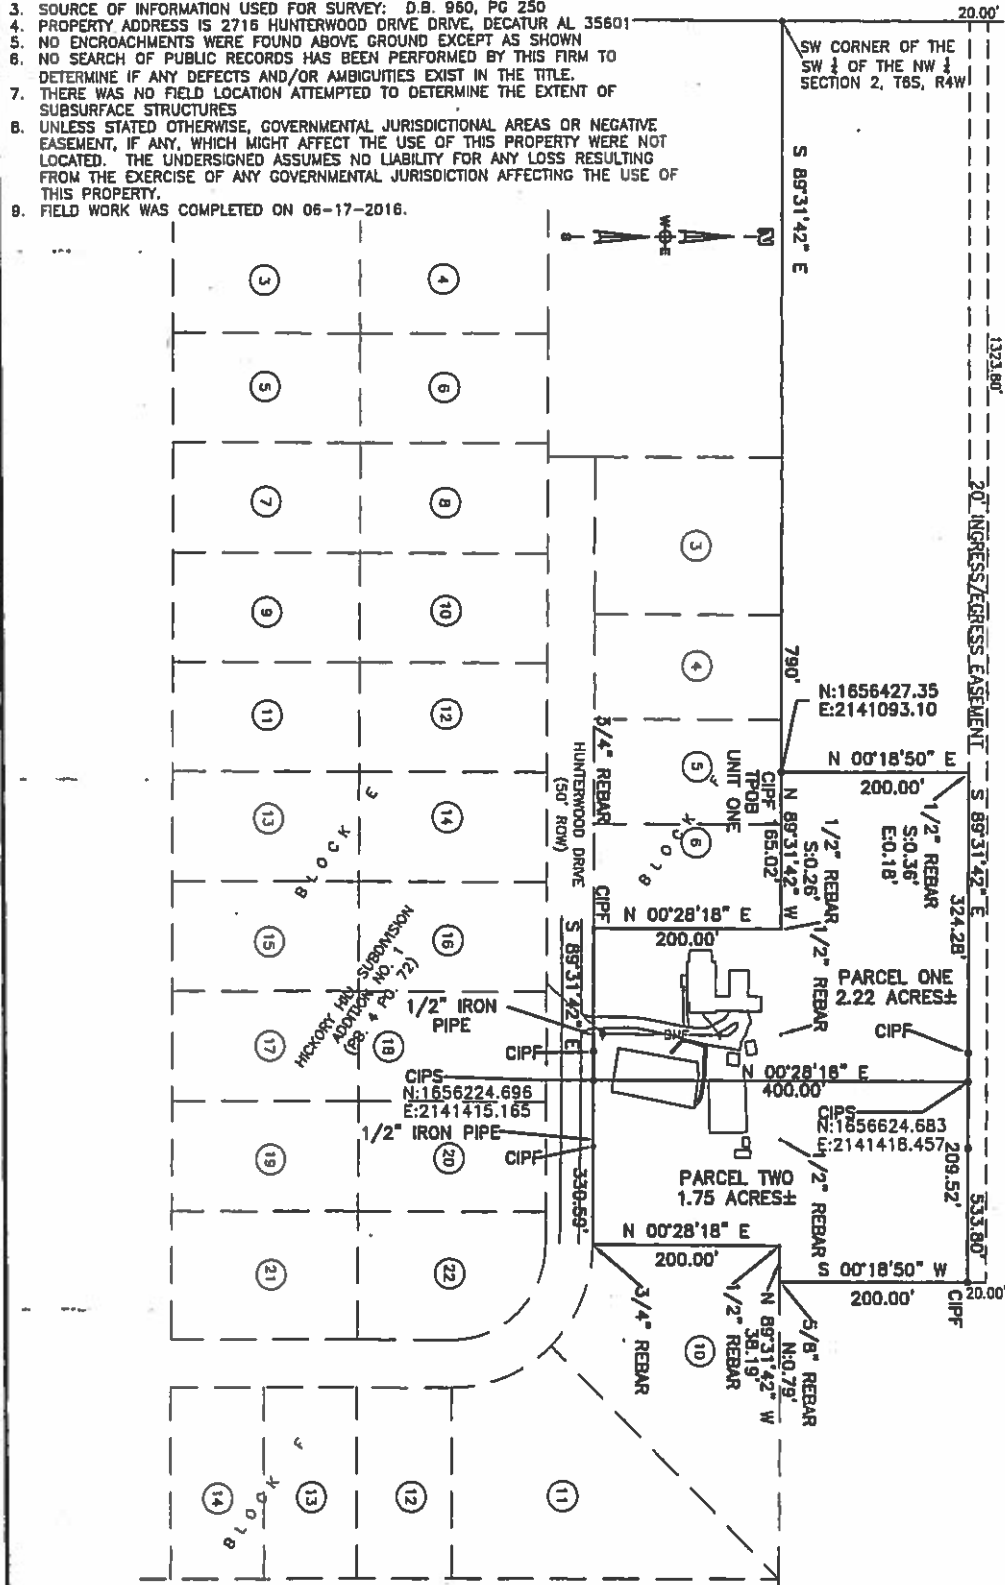 3. SOURCE OF INFORMATION USED FOR SURVEY: D.B. 960, PG 250
4. PROPERTY ADDRESS IS 2716 HUNTERWOOD DRIVE DRIVE, DECATUR AL 35601
5. NO ENCROACHMENTS WERE FOUND ABOVE GROUND EXCEPT AS SHOWN
6. NO SEARCH OF PUBLIC RECORDS HAS BEEN PERFORMED BY THIS FIRM TO
DETERMINE IF ANY DEFECTS AND/OR AMBIGUITIES EXIST IN THE TITLE.
7. THERE WAS NO FIELD LOCATION ATTEMPTED TO DETERMINE THE EXTENT OF
SUBSURFACE STRUCTURES
8. UNLESS STATED OTHERWISE, GOVERNMENTAL JURISDICTIONAL AREAS OR NEGATIVE
EASEMENT, IF ANY, WHICH MIGHT AFFECT THE USE OF THIS PROPERTY WERE NOT
LOCATED. THE UNDERSIGNED ASSUMES NO LIABILITY FOR ANY LOSS RESULTING
FROM THE EXERCISE OF ANY GOVERNMENTAL JURISDICTION AFFECTING THE USE OF
THIS PROPERTY.
9. FIELD WORK WAS COMPLETED ON 06-17-2016.
20.00'
SW CORNER OF THE
SW ¼ OF THE NW ¼
SECTION 2, T6S, R4W
S 89°31'42" E
790'
1323.80'
20' INGRESS/EGRESS EASEMENT
N
W
E
S
3
4
5
6
7
8
9
10
11
12
13
14
15
16
17
18
19
20
21
22
BLOCK E
HICKORY HILL SUBDIVISION
ADDITION NO. 1
(PB. 4 PG. 72)
3
4
5
6
BLOCK F
UNIT ONE
HUNTERWOOD DRIVE
(50' ROW)
3/4" REBAR
N:1656427.35
E:2141093.10
N 00°18'50" E
200.00'
1/2" REBAR
S:0.36'
E:0.18'
S 89°31'42" E
324.28'
CIPF
TPOB
N 89°31'42" W
165.02'
1/2" REBAR
S:0.26'
1/2" REBAR
CIPF
N 00°28'18" E
200.00'
PARCEL ONE
2.22 ACRES±
CIPF
S 89°31'42" E
330.59'
1/2" IRON
PIPE
CIPF
CIPS
N:1656224.696
E:2141415.165
1/2" IRON PIPE
CIPF
N 00°28'18" E
400.00'
CIPS
N:1656624.683
E:2141418.457
209.52'
533.80'
1/2" REBAR
PARCEL TWO
1.75 ACRES±
N 00°28'18" E
200.00'
S 00°18'50" W
200.00'
CIPF
20.00'
3/4" REBAR
1/2" REBAR
N 89°31'42" W
38.19'
5/8" REBAR
N:0.79'
10
11
12
13
14
BLOCK F